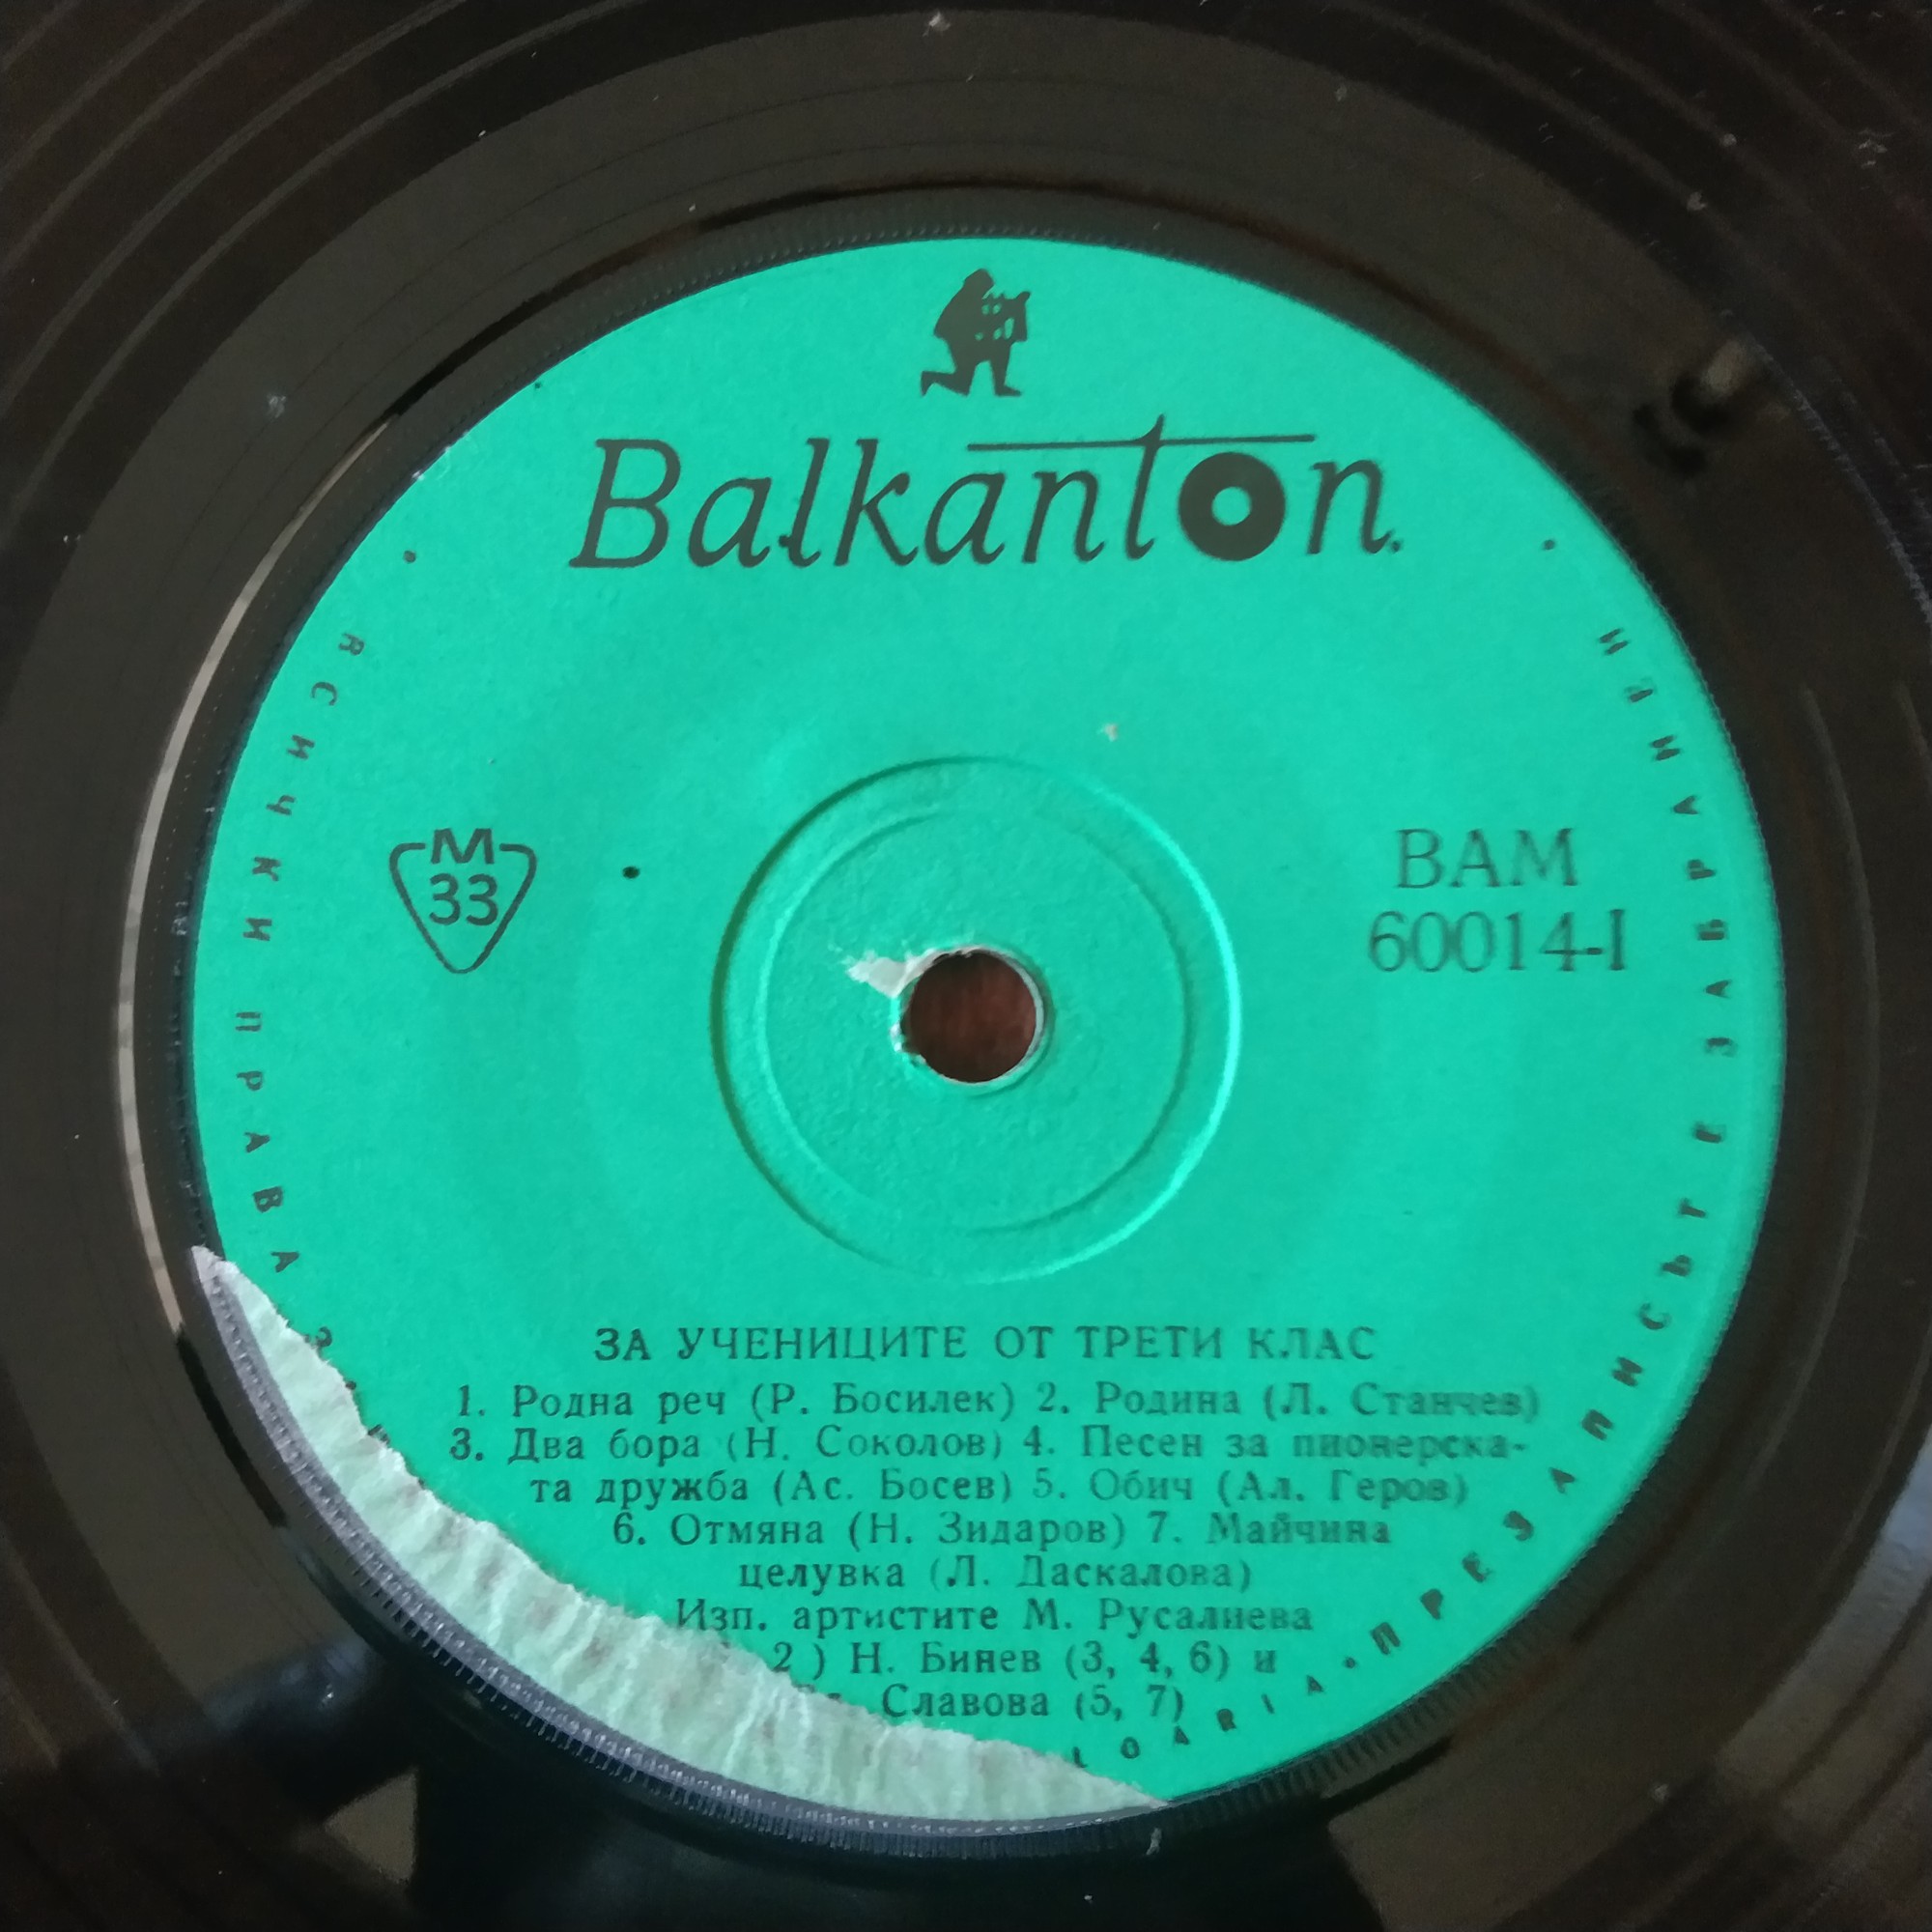 Balkanton.
М
33
ВАМ
60014-I
ЗА УЧЕНИЦИТЕ ОТ ТРЕТИ КЛАС
1. Родна реч (Р. Босилек) 2. Родина (Л. Станчев)
3. Два бора (Н. Соколов) 4. Песен за пионерска-
та дружба (Ас. Босев) 5. Обич (Ал. Геров)
6. Отмяна (Н. Зидаров) 7. Майчина
целувка (Л. Даскалова)
Изп. артистите М. Русалиева
2 ) Н. Бинев (3, 4, 6) и
Славова (5, 7)
ВСИЧКИ ПРАВА
ПРЕЗАПИСЪТ Е ЗАБРАНЕН